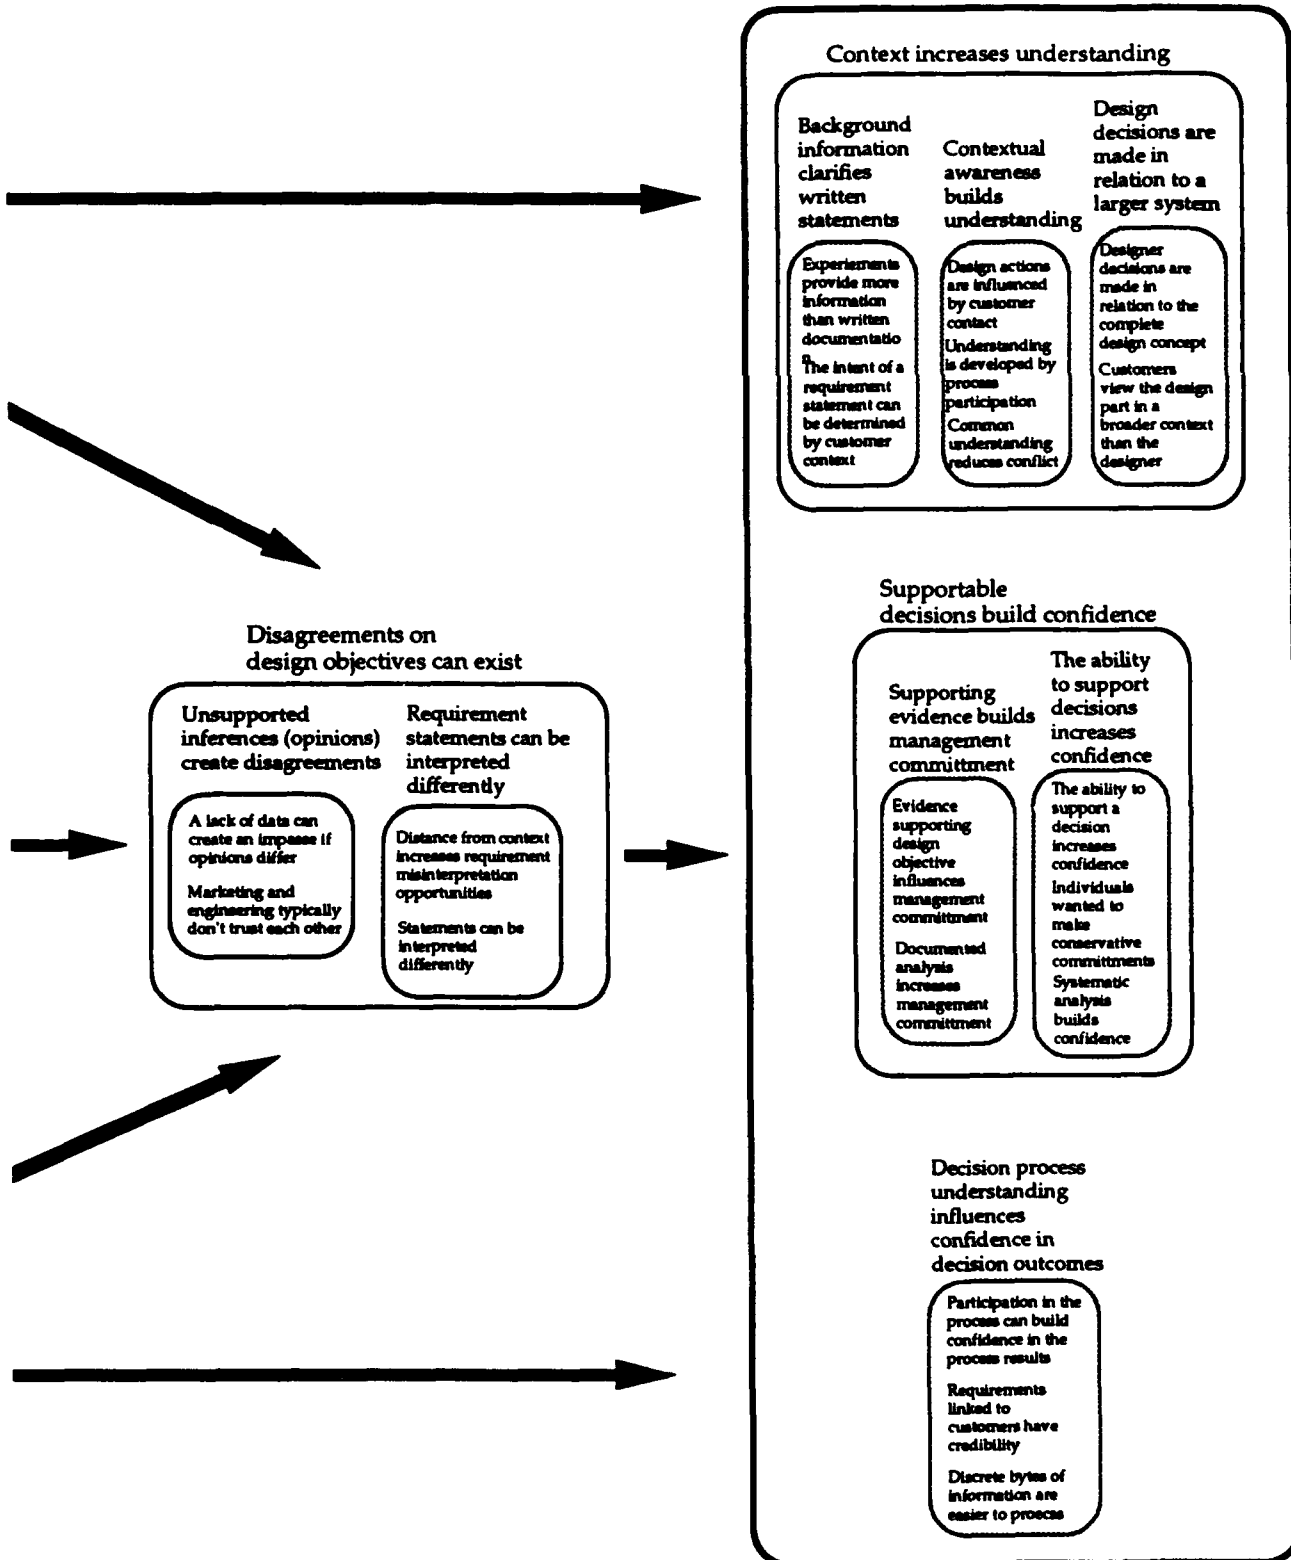 Context increases understanding
Background
information
clarifies
written
statements
Experiements
provide more
information
than written
documentatio
n
The intent of a
requirement
statement can
be determined
by customer
context
Contextual
awareness
builds
understanding
Design actions
are influenced
by customer
contact
Understanding
is developed by
process
participation
Common
understanding
reduces conflict
Design
decisions are
made in
relation to a
larger system
Designer
decisions are
made in
relation to the
complete
design concept
Customers
view the design
part in a
broader context
than the
designer
Disagreements on
design objectives can exist
Unsupported
inferences (opinions)
create disagreements
A lack of data can
create an impasse if
opinions differ
Marketing and
engineering typically
don't trust each other
Requirement
statements can be
interpreted
differently
Distance from context
increases requirement
misinterpretation
opportunities
Statements can be
interpreted
differently
Supportable
decisions build confidence
Supporting
evidence builds
management
committment
Evidence
supporting
design
objective
influences
management
committment
Documented
analysis
increases
management
committment
The ability
to support
decisions
increases
confidence
The ability to
support a
decision
increases
confidence
Individuals
wanted to
make
conservative
committments
Systematic
analysis
builds
confidence
Decision process
understanding
influences
confidence in
decision outcomes
Participation in the
process can build
confidence in the
process results
Requirements
linked to
customers have
credibility
Discrete bytes of
information are
easier to proecss